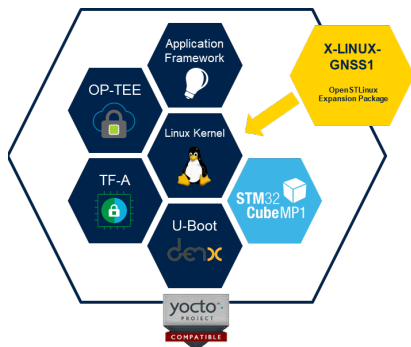 Application
Framework
X-LINUX-
GNSS1
OpenSTLinux
Expansion Package
OP-TEE
Linux Kernel
TF-A
STM32
CubeMP1
U-Boot
denx
yocto
PROJECT
COMPATIBLE